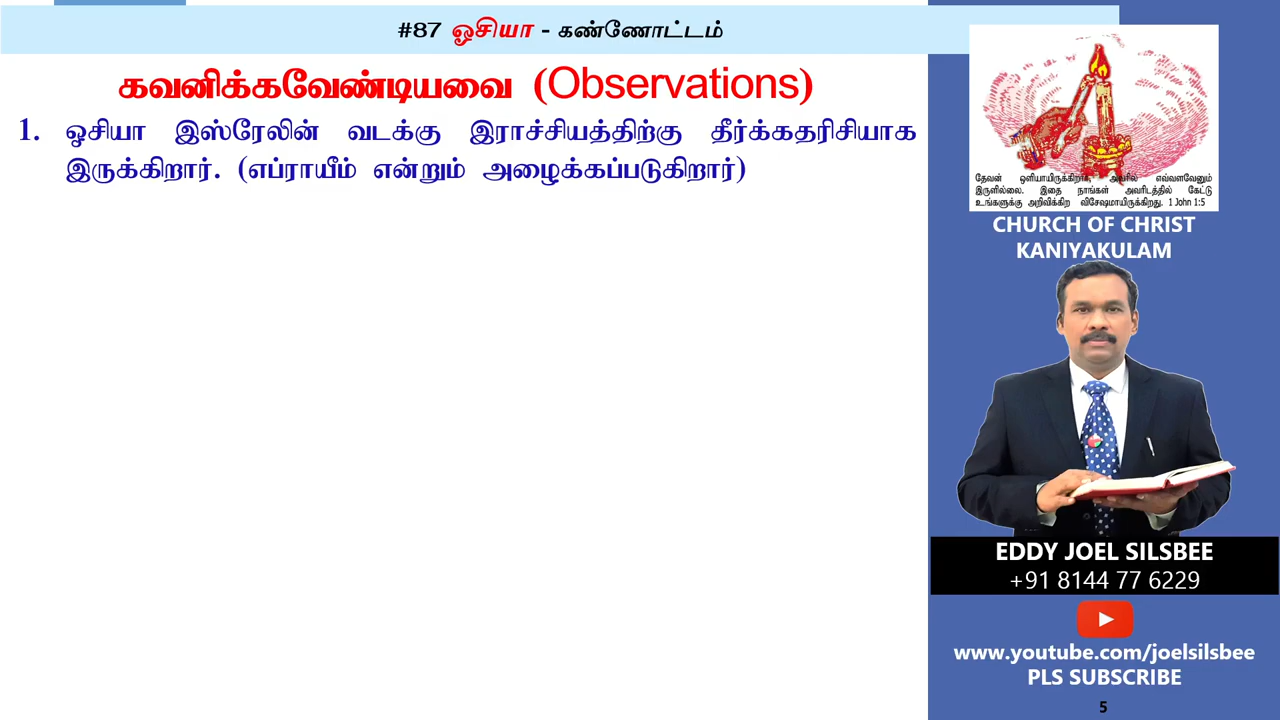 #87 ஓசியா - கண்ணோட்டம்
கவனிக்கவேண்டியவை (Observations)
1. ஓசியா இஸ்ரேலின் வடக்கு இராச்சியத்திற்கு தீர்க்கதரிசியாக
இருக்கிறார். (எப்ராயீம் என்றும் அழைக்கப்படுகிறார்)
தேவன் ஒளியாயிருக்கிறார், அவரில் எவ்வளவேனும்
இருளில்லை. இதை நாங்கள் அவரிடத்தில் கேட்டு
உங்களுக்கு அறிவிக்கிற விசேஷமாயிருக்கிறது. 1 John 1:5
CHURCH OF CHRIST
KANIYAKULAM
EDDY JOEL SILSBEE
+91 8144 77 6229
www.youtube.com/joelsilsbee
PLS SUBSCRIBE
5